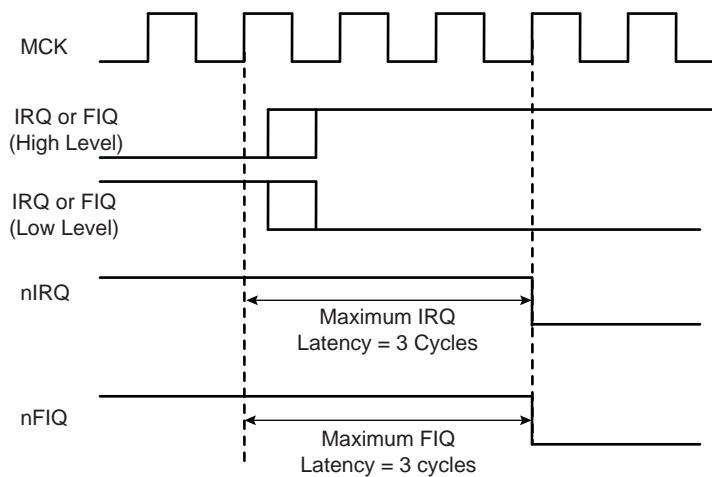 MCK
IRQ or FIQ
(High Level)
IRQ or FIQ
(Low Level)
nIRQ
Maximum IRQ
Latency = 3 Cycles
nFIQ
Maximum FIQ
Latency = 3 cycles